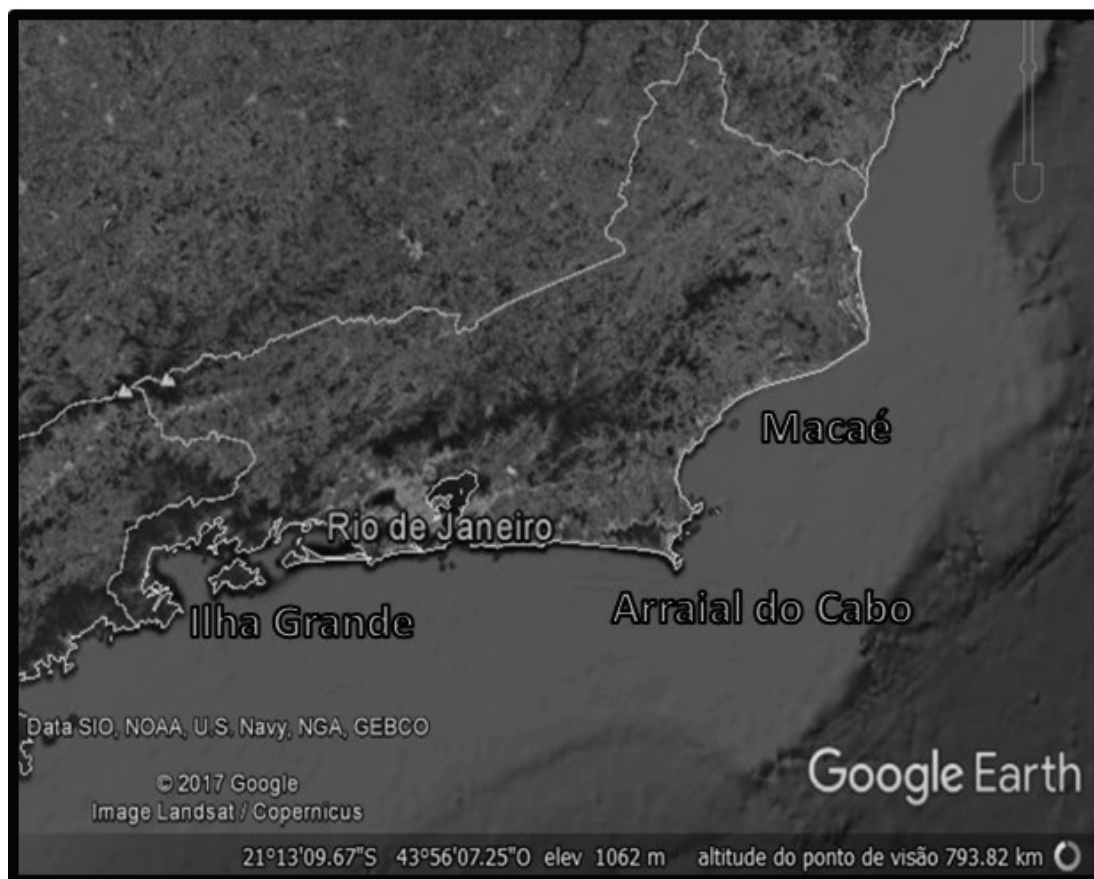 Macaé
Rio de Janeiro
Arraial do Cabo
Ilha Grande
Data SIO, NOAA, U.S. Navy, NGA, GEBCO
© 2017 Google
Image Landsat / Copernicus
Google Earth
21°13'09.67"S 43°56'07.25"O elev 1062 m altitude do ponto de visão 793.82 km